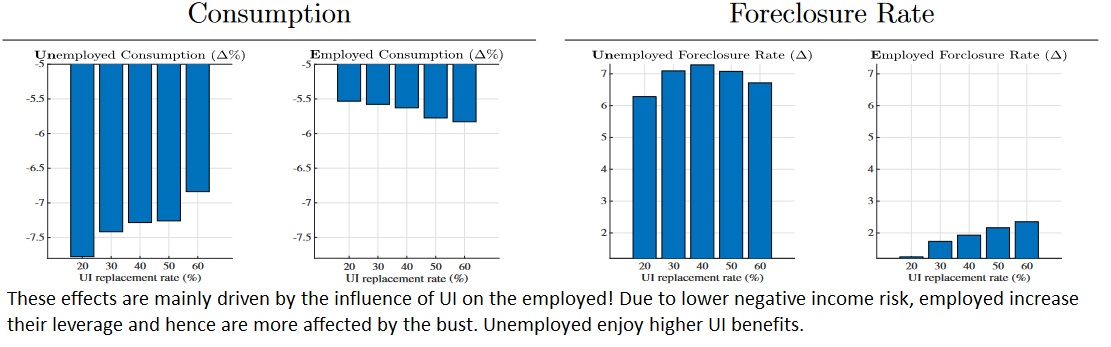 Consumption
Foreclosure Rate
Unemployed Consumption (Δ%)
-5
-5.5
-6
-6.5
-7
-7.5
20 30 40 50 60
UI replacement rate (%)
Employed Consumption (Δ%)
-5
-5.5
-6
-6.5
-7
-7.5
20 30 40 50 60
UI replacement rate (%)
Unemployed Foreclosure Rate (Δ)
7
6
5
4
3
2
20 30 40 50 60
UI replacement rate (%)
Employed Forclosure Rate (Δ)
7
6
5
4
3
2
20 30 40 50 60
UI replacement rate (%)
These effects are mainly driven by the influence of UI on the employed! Due to lower negative income risk, employed increase
their leverage and hence are more affected by the bust. Unemployed enjoy higher UI benefits.